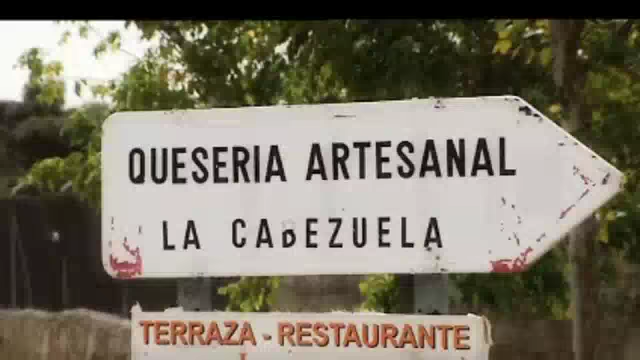 QUESERIA ARTESANAL
LA CABEZUELA
TERRAZA - RESTAURANTE